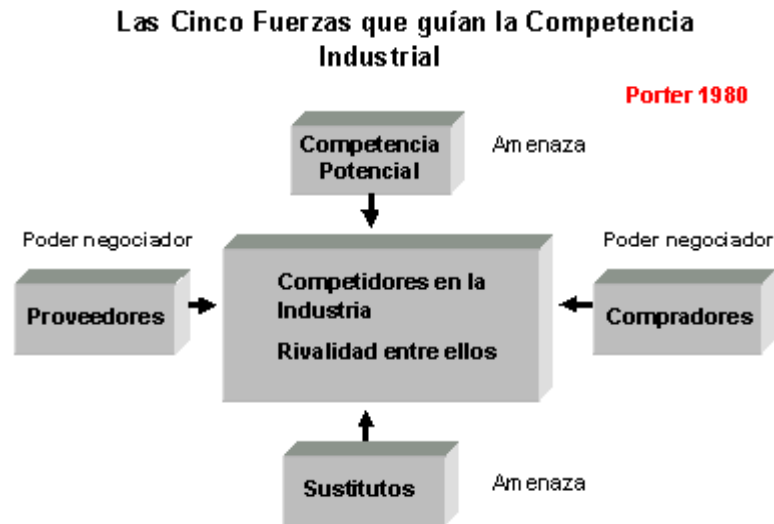 Las Cinco Fuerzas que guían la Competencia
Industrial
Porter 1980
Competencia
Potencial
Amenaza
Poder negociador
Poder negociador
Proveedores
Competidores en la
Industria
Rivalidad entre ellos
Compradores
Sustitutos
Amenaza